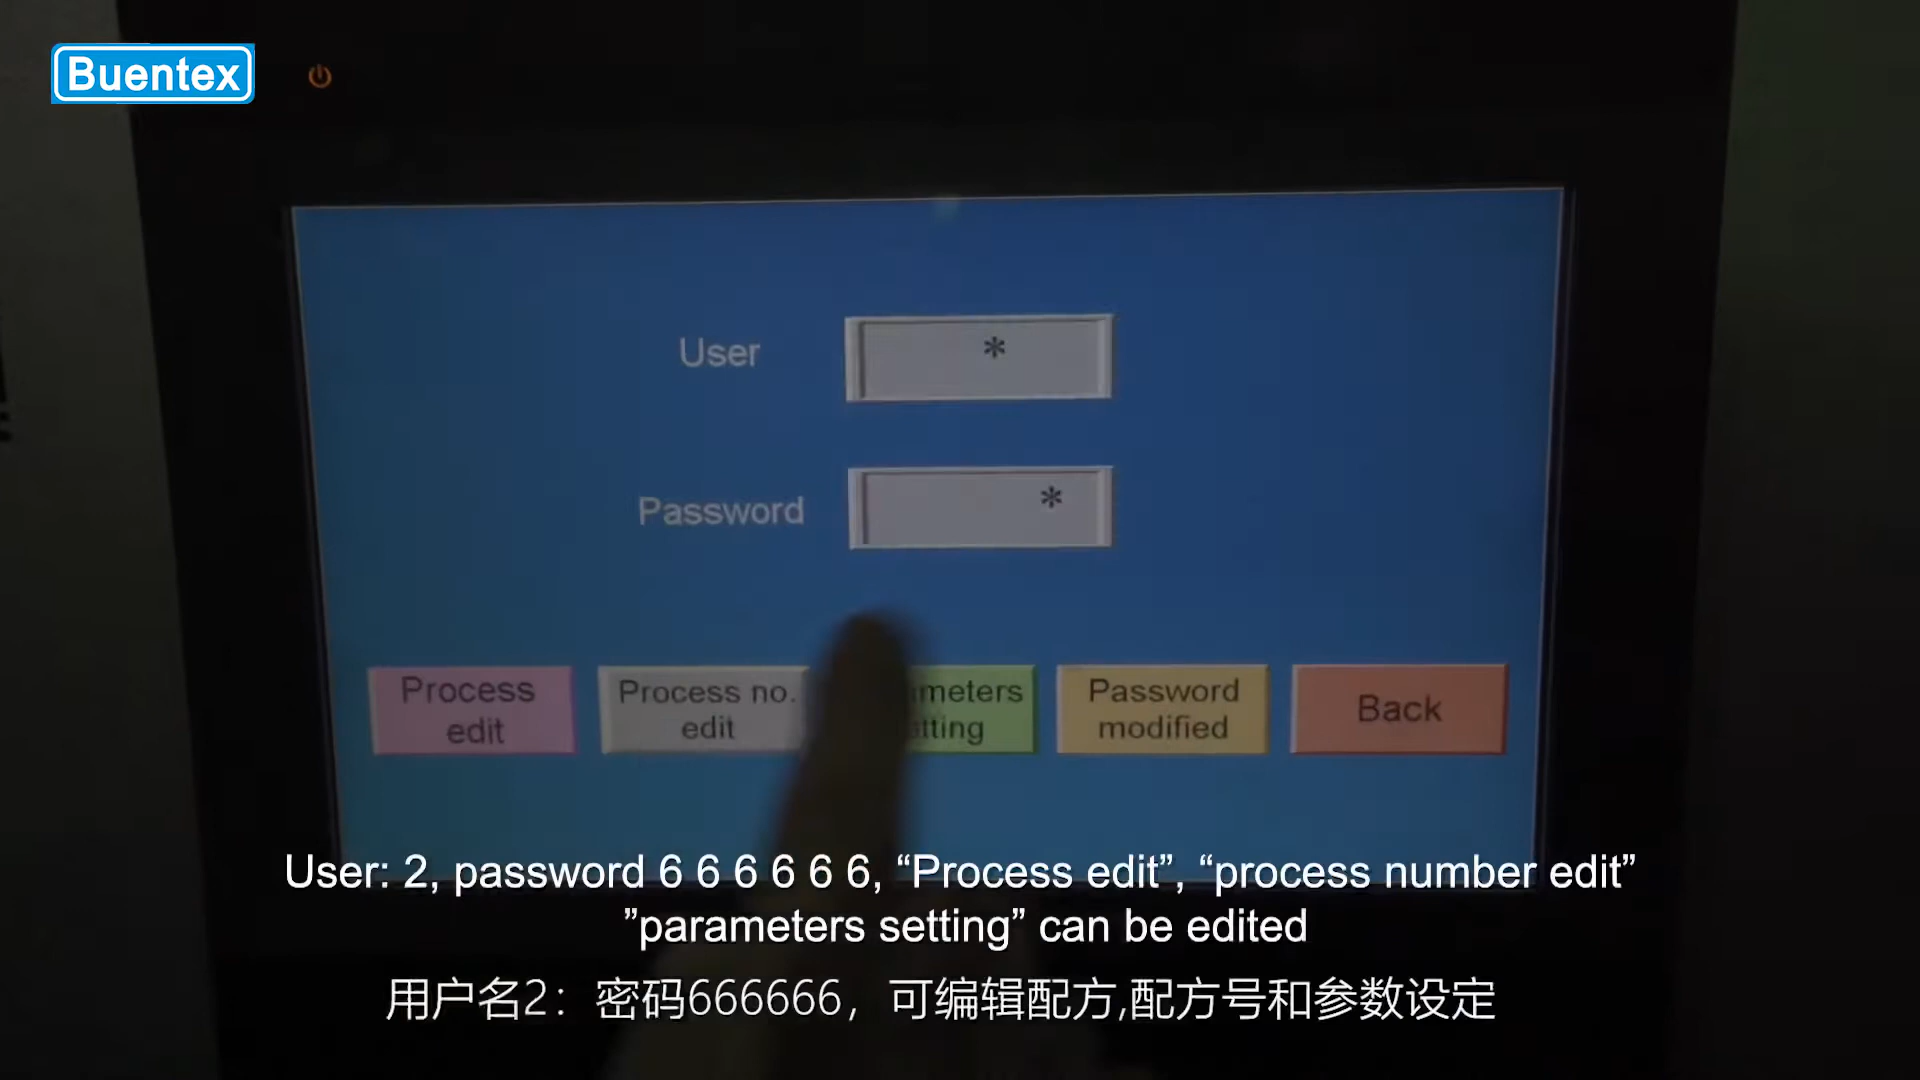 Buentex
User *
Password *
Process
edit
Process no.
edit
meters
tting
Password
modified
Back
User: 2, password 6 6 6 6 6 6, “Process edit”, “process number edit”
”parameters setting” can be edited
用户名2：密码666666，可编辑配方,配方号和参数设定